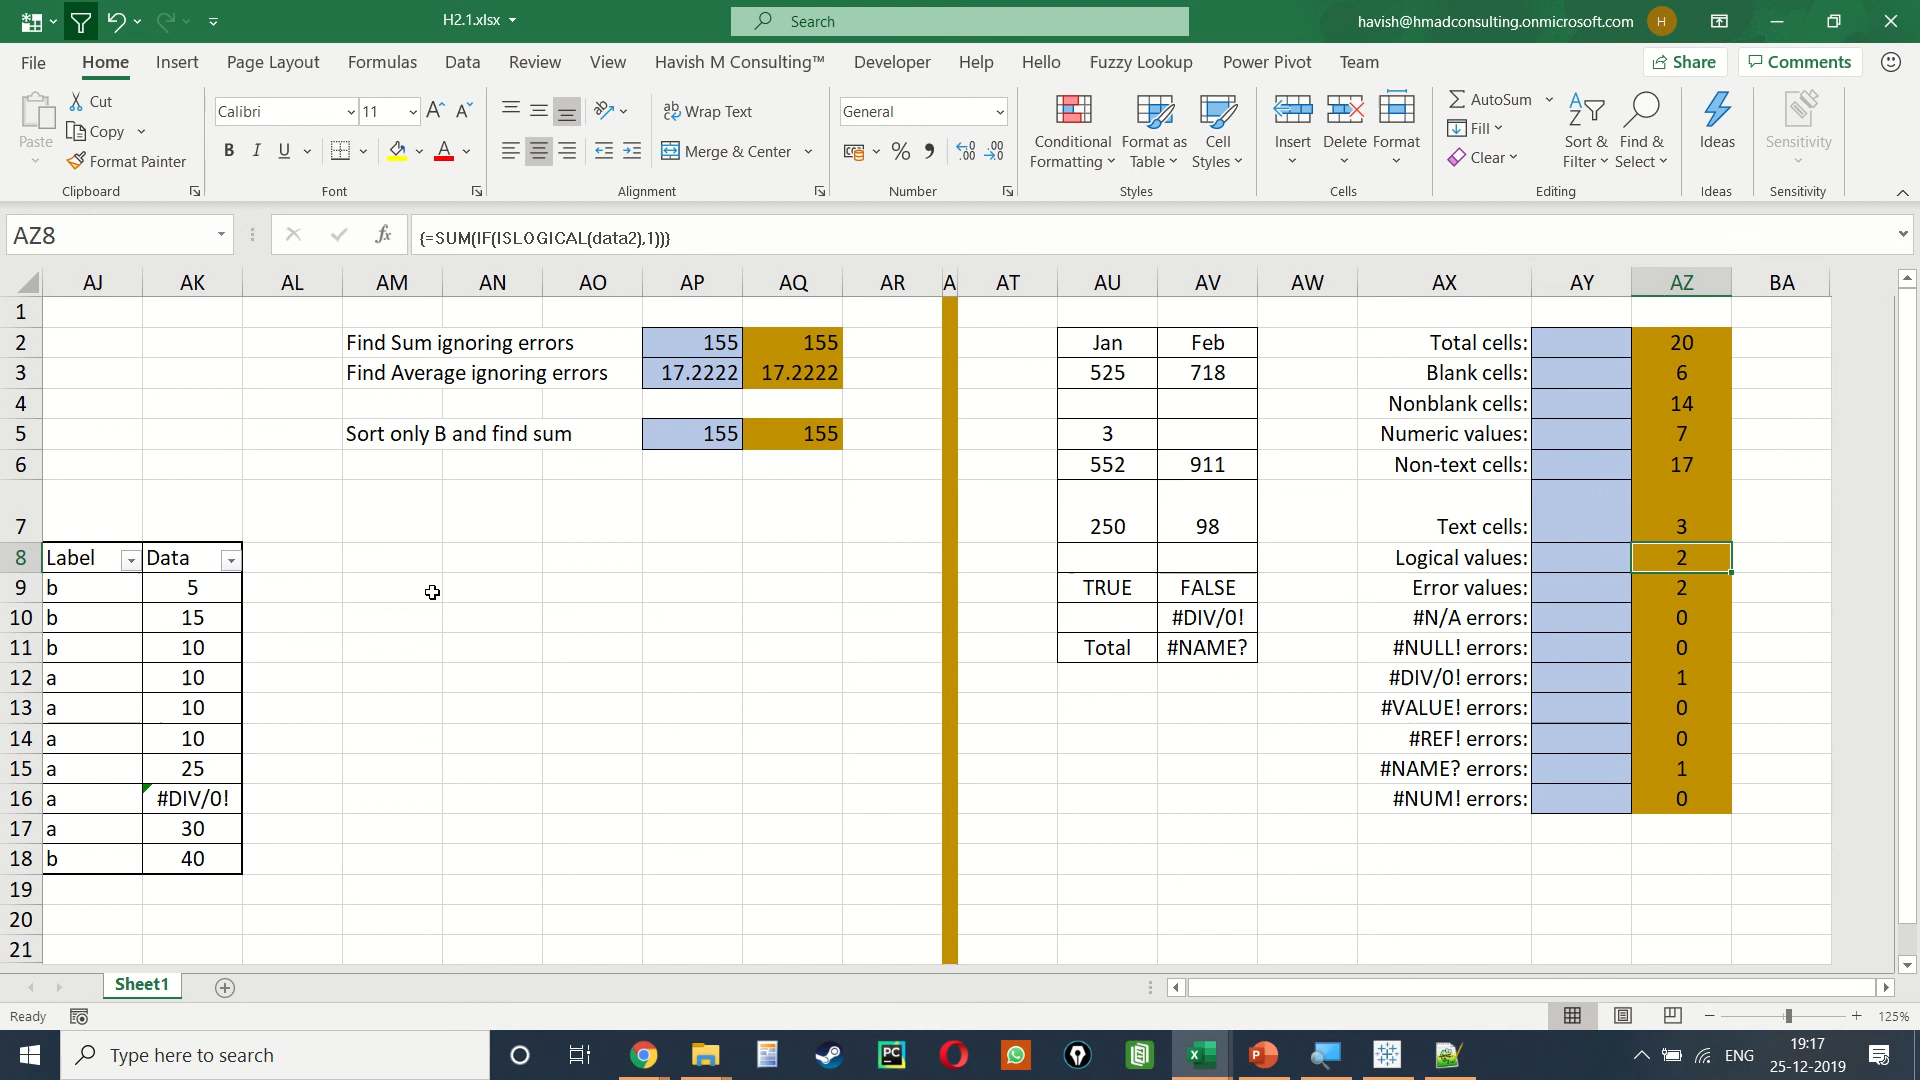 H2.1.xlsx
Search
havish@hmadconsulting.onmicrosoft.com
H
File Home Insert Page Layout Formulas Data Review View Havish M Consulting™ Developer Help Hello Fuzzy Lookup Power Pivot Team
Share
Comments
Paste
Cut
Copy
Format Painter
Clipboard
Calibri
11
B I U
Font
Wrap Text
Merge & Center
Alignment
General
Number
Conditional Formatting
Format as Table
Cell Styles
Styles
Insert
Delete
Format
Cells
AutoSum
Fill
Clear
Sort & Filter
Find & Select
Editing
Ideas
Ideas
Sensitivity
Sensitivity
AZ8
fx
{=SUM(IF(ISLOGICAL(data2),1))}
AJ AK AL AM AN AO AP AQ AR A AT AU AV AW AX AY AZ BA
1
2 Find Sum ignoring errors 155 155 Jan Feb Total cells: 20
3 Find Average ignoring errors 17.2222 17.2222 525 718 Blank cells: 6
4 Nonblank cells: 14
5 Sort only B and find sum 155 155 3 Numeric values: 7
6 552 911 Non-text cells: 17
7 250 98 Text cells: 3
8 Label Data Logical values: 2
9 b 5 TRUE FALSE Error values: 2
10 b 15 #DIV/0! #N/A errors: 0
11 b 10 Total #NAME? #NULL! errors: 0
12 a 10 #DIV/0! errors: 1
13 a 10 #VALUE! errors: 0
14 a 10 #REF! errors: 0
15 a 25 #NAME? errors: 1
16 a #DIV/0! #NUM! errors: 0
17 a 30
18 b 40
19
20
21
Sheet1
Ready
125%
Type here to search
PC
ENG
19:17
25-12-2019